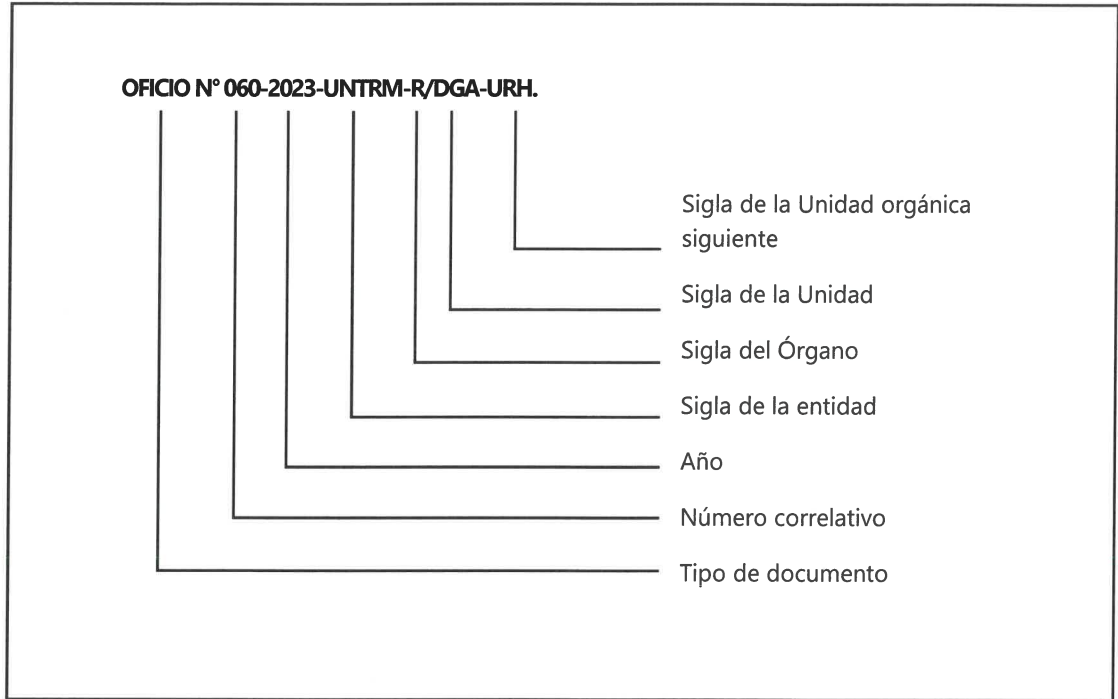 OFICIO N° 060-2023-UNTRM-R/DGA-URH.
Sigla de la Unidad orgánica
siguiente
Sigla de la Unidad
Sigla del Órgano
Sigla de la entidad
Año
Número correlativo
Tipo de documento